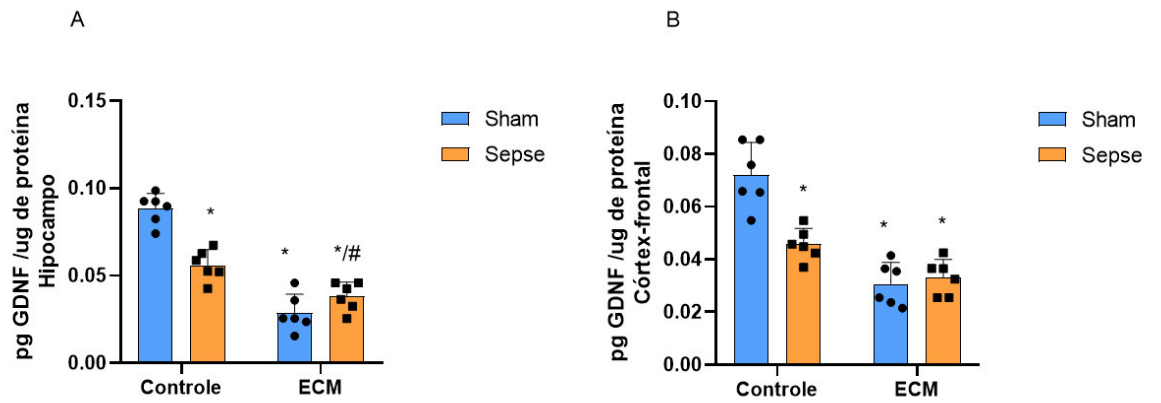 A
pg GDNF /ug de proteína
Hipocampo
0.15
0.10
0.05
0.00
*
*
*/#
Controle
ECM
Sham
Sepse
B
pg GDNF /ug de proteína
Córtex-frontal
0.10
0.08
0.06
0.04
0.02
0.00
*
*
*
Controle
ECM
Sham
Sepse